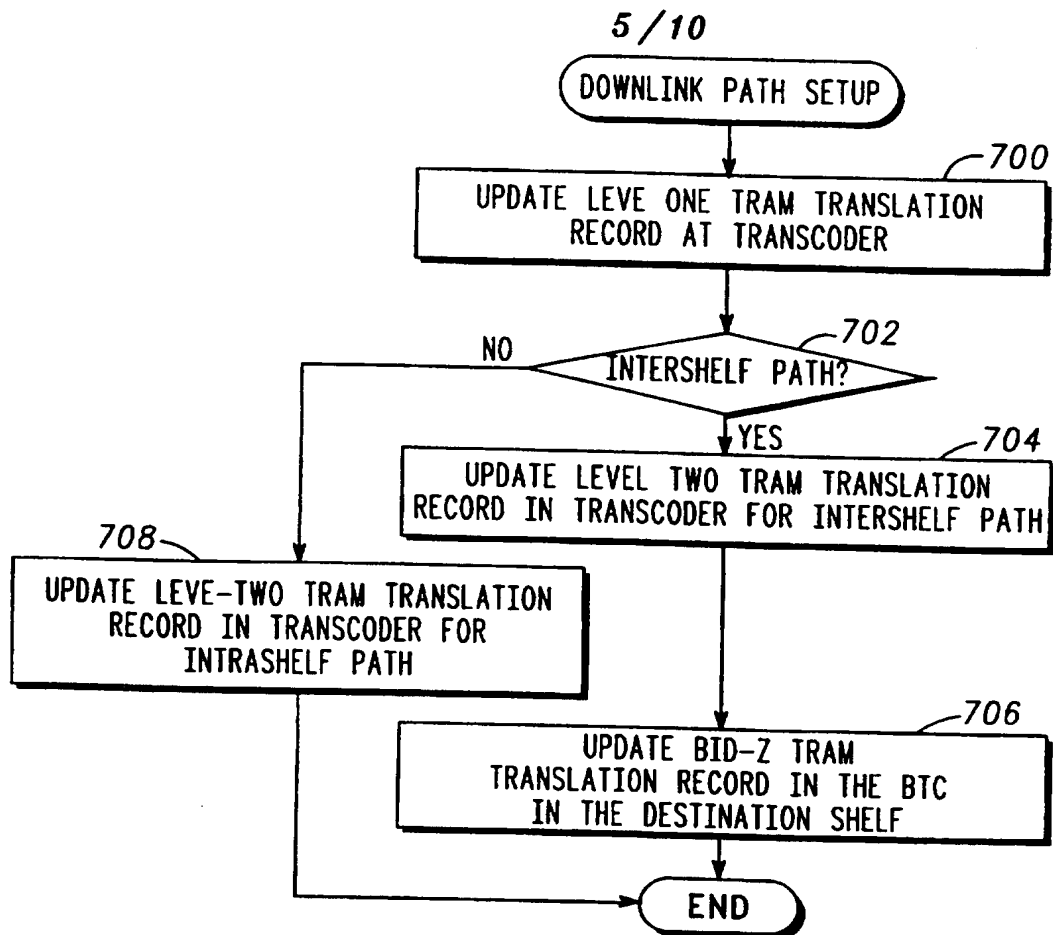 5/10
DOWNLINK PATH SETUP
700
UPDATE LEVE ONE TRAM TRANSLATION
RECORD AT TRANSCODER
702
INTERSHELF PATH?
NO
YES
704
UPDATE LEVEL TWO TRAM TRANSLATION
RECORD IN TRANSCODER FOR INTERSHELF PATH
708
UPDATE LEVE-TWO TRAM TRANSLATION
RECORD IN TRANSCODER FOR
INTRASHELF PATH
706
UPDATE BID-Z TRAM
TRANSLATION RECORD IN THE BTC
IN THE DESTINATION SHELF
END